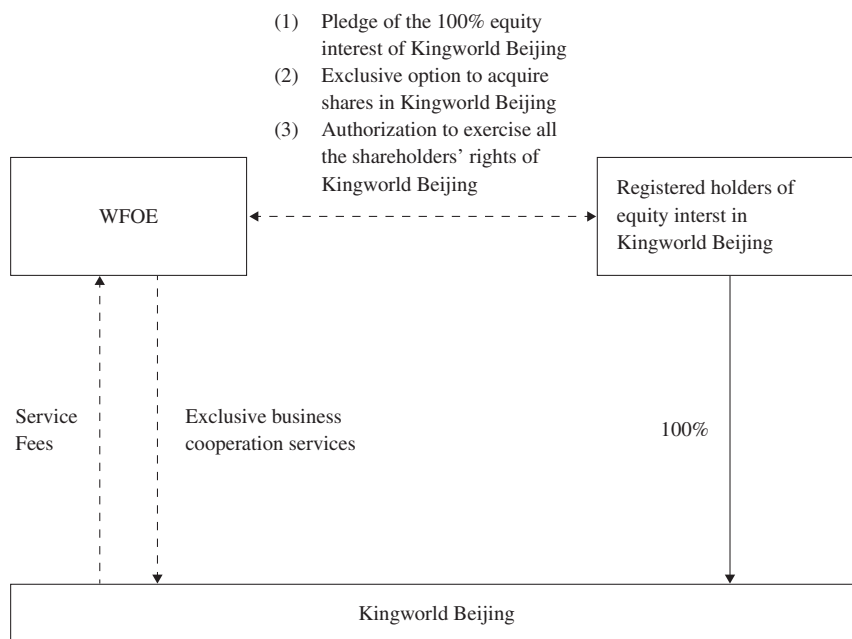 (1) Pledge of the 100% equity
interest of Kingworld Beijing
(2) Exclusive option to acquire
shares in Kingworld Beijing
(3) Authorization to exercise all
the shareholders’ rights of
Kingworld Beijing
WFOE
Registered holders of
equity interst in
Kingworld Beijing
Service
Fees
Exclusive business
cooperation services
100%
Kingworld Beijing